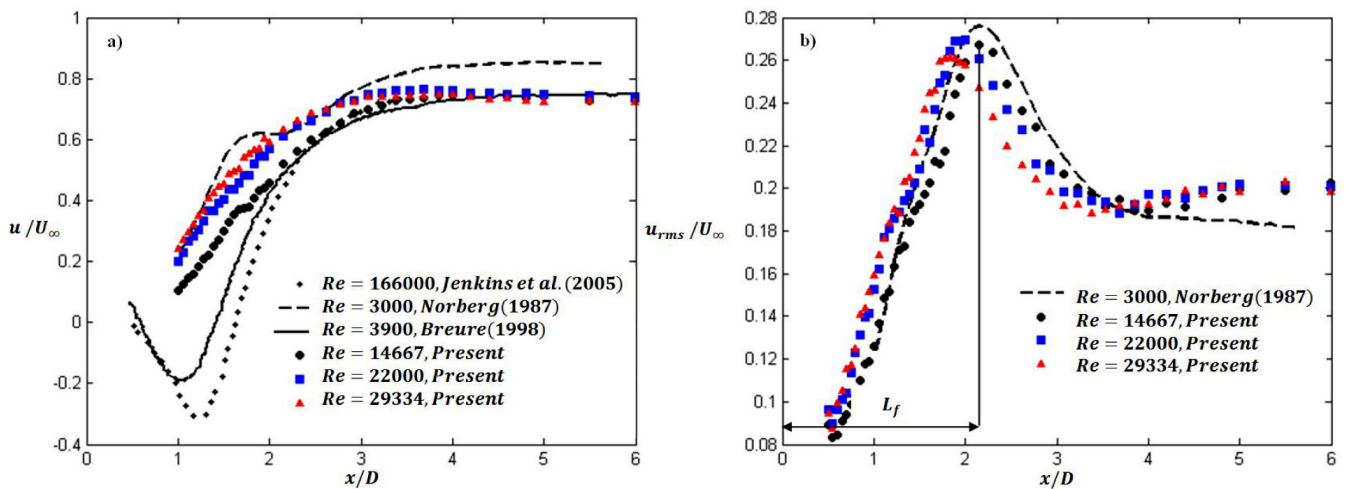 a)
1
0.8
0.6
0.4
0.2
0
-0.2
-0.4
u /U∞
0
1
2
3
4
5
6
x/D
Re = 166000, Jenkins et al. (2005)
Re = 3000, Norberg(1987)
Re = 3900, Breure(1998)
Re = 14667, Present
Re = 22000, Present
Re = 29334, Present
b)
0.28
0.26
0.24
0.22
0.2
0.18
0.16
0.14
0.12
0.1
0.08
urms /U∞
0
1
2
3
4
5
6
x/D
Re = 3000, Norberg(1987)
Re = 14667, Present
Re = 22000, Present
Re = 29334, Present
Lf